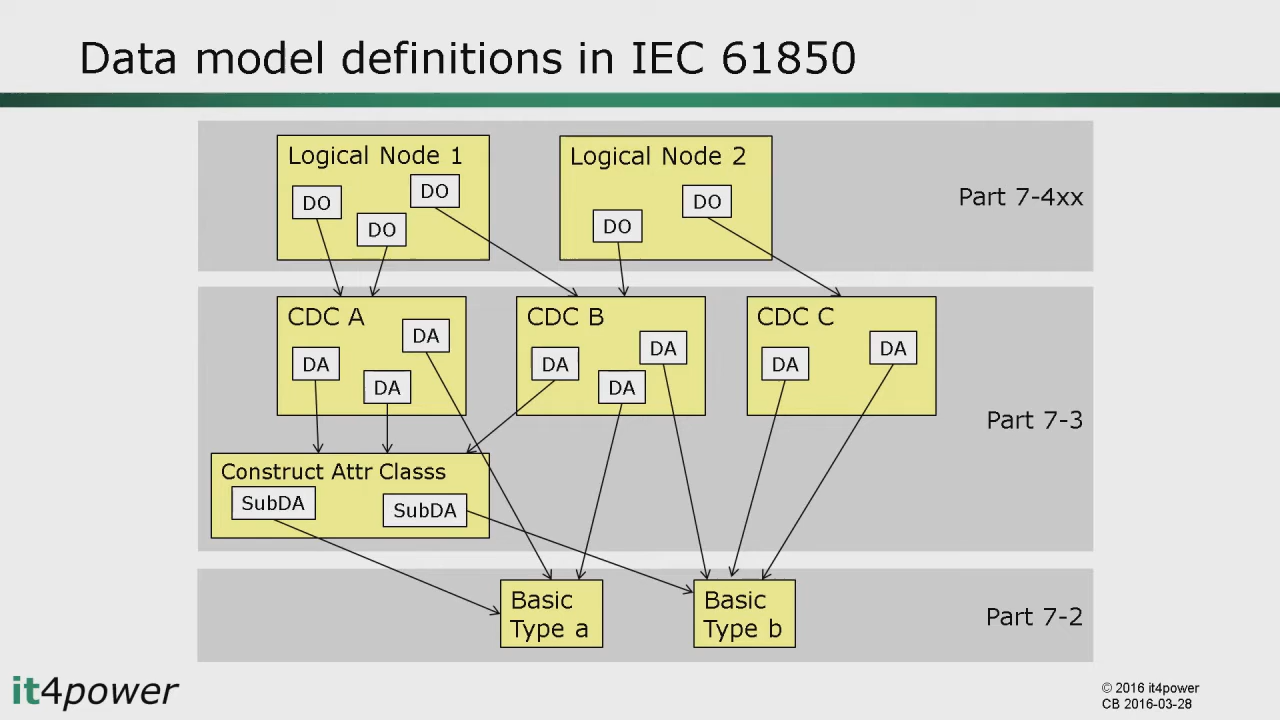 Data model definitions in IEC 61850
Logical Node 1
DO
DO
DO
Logical Node 2
DO
DO
Part 7-4xx
CDC A
DA
DA
DA
CDC B
DA
DA
DA
CDC C
DA
DA
Part 7-3
Construct Attr Classs
SubDA
SubDA
Basic
Type a
Basic
Type b
Part 7-2
it4power
© 2016 it4power
CB 2016-03-28